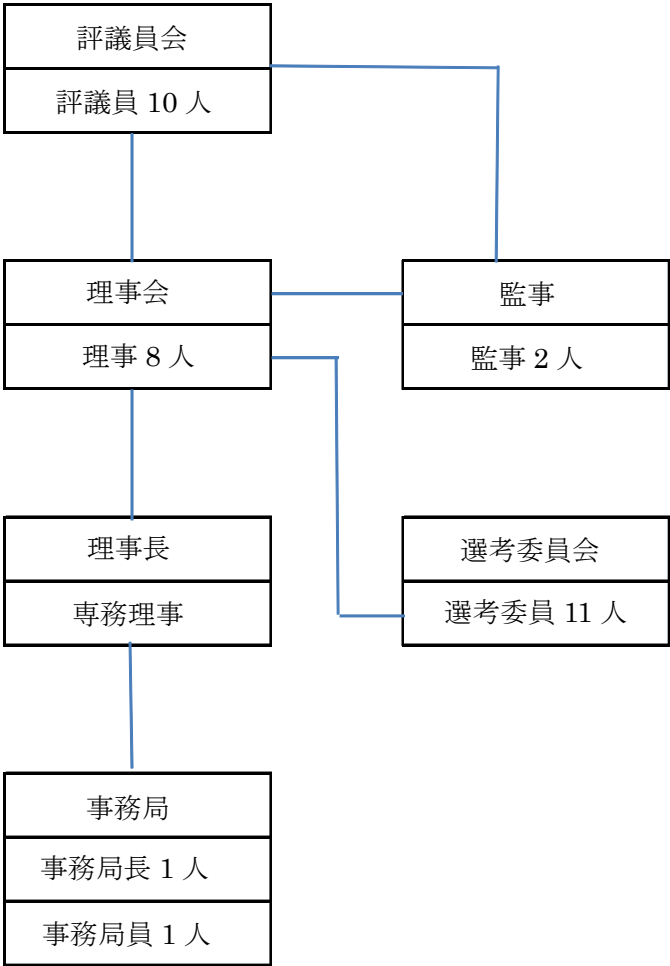 評議員会
評議員 10 人
理事会
理事 8 人
監事
監事 2 人
理事長
専務理事
選考委員会
選考委員 11 人
事務局
事務局長 1 人
事務局員 1 人